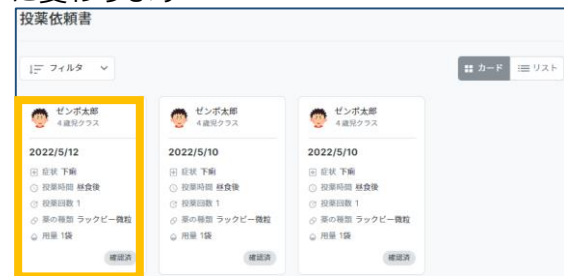 投薬依頼書
フィルタ
カード リスト
ゼンポ太郎
4歳児クラス
2022/5/12
症状 下痢
投薬時間 昼食後
投薬回数 1
薬の種類 ラックビー微粒
用量 1袋
確認済
ゼンポ太郎
4歳児クラス
2022/5/10
症状 下痢
投薬時間 昼食後
投薬回数 1
薬の種類 ラックビー微粒
用量 1袋
確認済
ゼンポ太郎
4歳児クラス
2022/5/10
症状 下痢
投薬時間 昼食後
投薬回数 1
薬の種類 ラックビー微粒
用量 1袋
確認済